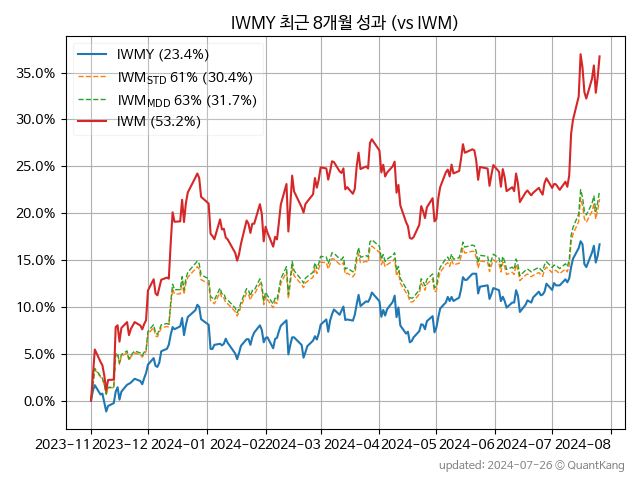 IWMY 최근 8개월 성과 (vs IWM)
IWMY (23.4%)
IWM_STD 61% (30.4%)
IWM_MDD 63% (31.7%)
IWM (53.2%)
35.0%
30.0%
25.0%
20.0%
15.0%
10.0%
5.0%
0.0%
2023-11 2023-12 2024-01 2024-02 2024-03 2024-04 2024-05 2024-06 2024-07 2024-08
updated: 2024-07-26 © QuantKang